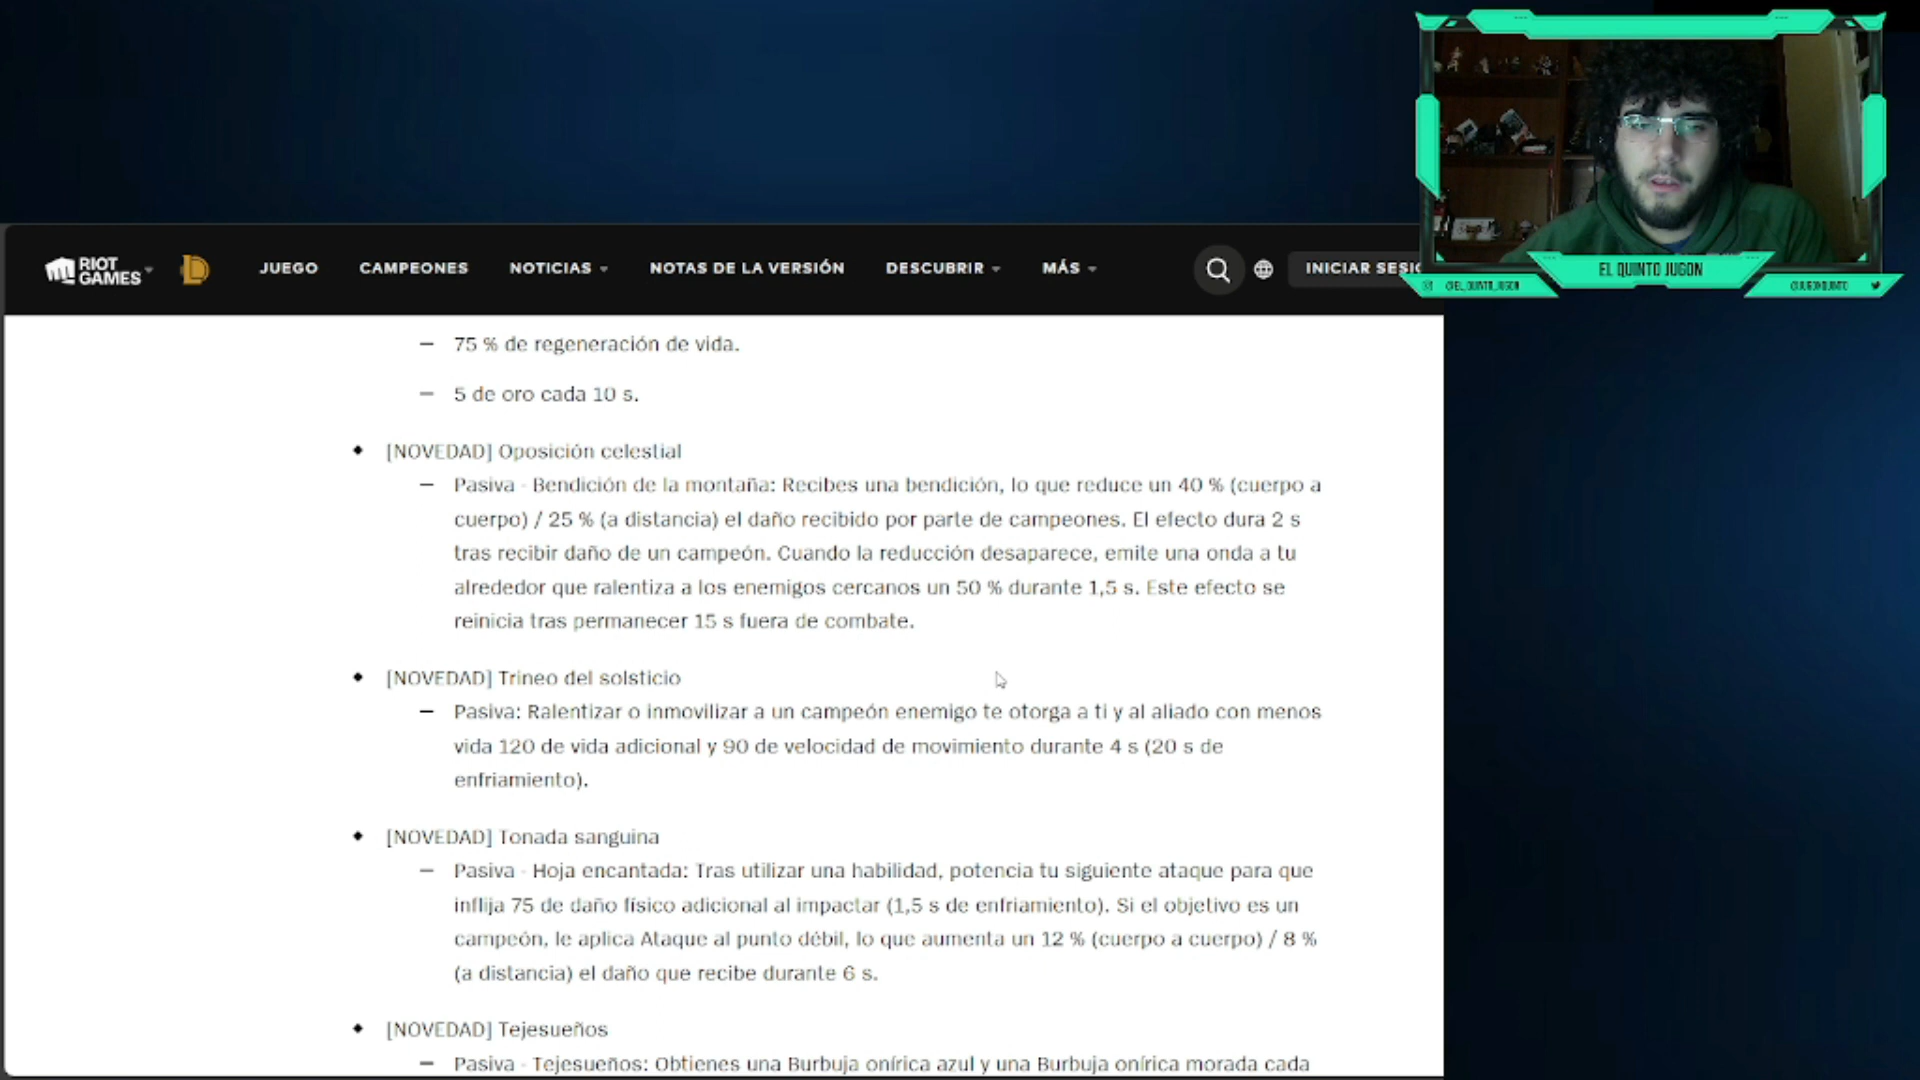 RIOT GAMES
JUEGO
CAMPEONES
NOTICIAS
NOTAS DE LA VERSIÓN
DESCUBRIR
MÁS
INICIAR SESIO
EL QUINTO JUGON
@EL_QUINTO_JUGON
@JUGONQUINTO
— 75 % de regeneración de vida.
— 5 de oro cada 10 s.
[NOVEDAD] Oposición celestial
— Pasiva - Bendición de la montaña: Recibes una bendición, lo que reduce un 40 % (cuerpo a
cuerpo) / 25 % (a distancia) el daño recibido por parte de campeones. El efecto dura 2 s
tras recibir daño de un campeón. Cuando la reducción desaparece, emite una onda a tu
alrededor que ralentiza a los enemigos cercanos un 50 % durante 1,5 s. Este efecto se
reinicia tras permanecer 15 s fuera de combate.
[NOVEDAD] Trineo del solsticio
— Pasiva: Ralentizar o inmovilizar a un campeón enemigo te otorga a ti y al aliado con menos
vida 120 de vida adicional y 90 de velocidad de movimiento durante 4 s (20 s de
enfriamiento).
[NOVEDAD] Tonada sanguina
— Pasiva - Hoja encantada: Tras utilizar una habilidad, potencia tu siguiente ataque para que
inflija 75 de daño físico adicional al impactar (1,5 s de enfriamiento). Si el objetivo es un
campeón, le aplica Ataque al punto débil, lo que aumenta un 12 % (cuerpo a cuerpo) / 8 %
(a distancia) el daño que recibe durante 6 s.
[NOVEDAD] Tejesueños
— Pasiva - Tejesueños: Obtienes una Burbuja onírica azul y una Burbuja onírica morada cada